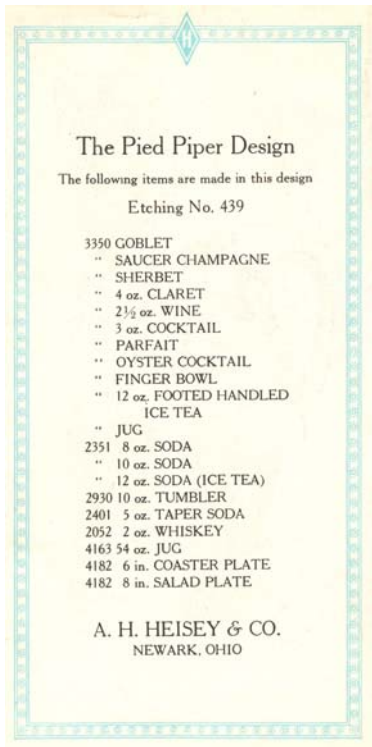 H
The Pied Piper Design
The following items are made in this design
Etching No. 439
3350 GOBLET
" SAUCER CHAMPAGNE
" SHERBET
" 4 oz. CLARET
" 2½ oz. WINE
" 3 oz. COCKTAIL
" PARFAIT
" OYSTER COCKTAIL
" FINGER BOWL
" 12 oz. FOOTED HANDLED
ICE TEA
" JUG
2351 8 oz. SODA
" 10 oz. SODA
" 12 oz. SODA (ICE TEA)
2930 10 oz. TUMBLER
2401 5 oz. TAPER SODA
2052 2 oz. WHISKEY
4163 54 oz. JUG
4182 6 in. COASTER PLATE
4182 8 in. SALAD PLATE
A. H. HEISEY & CO.
NEWARK, OHIO